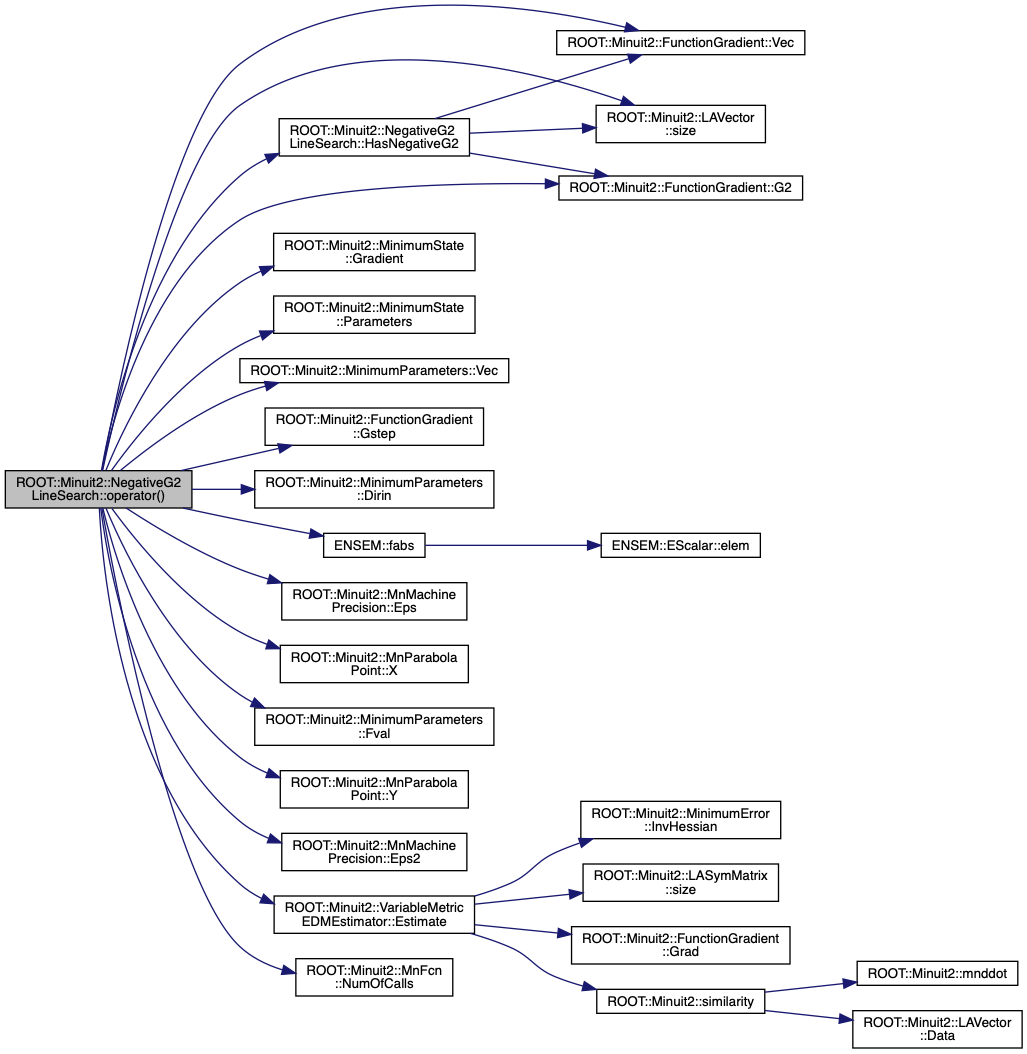 ROOT::Minuit2::FunctionGradient::Vec
ROOT::Minuit2::LAVector
::size
ROOT::Minuit2::NegativeG2
LineSearch::HasNegativeG2
ROOT::Minuit2::FunctionGradient::G2
ROOT::Minuit2::MinimumState
::Gradient
ROOT::Minuit2::MinimumState
::Parameters
ROOT::Minuit2::MinimumParameters::Vec
ROOT::Minuit2::FunctionGradient
::Gstep
ROOT::Minuit2::NegativeG2
LineSearch::operator()
ROOT::Minuit2::MinimumParameters
::Dirin
ENSEM::fabs
ENSEM::EScalar::elem
ROOT::Minuit2::MnMachine
Precision::Eps
ROOT::Minuit2::MnParabola
Point::X
ROOT::Minuit2::MinimumParameters
::Fval
ROOT::Minuit2::MnParabola
Point::Y
ROOT::Minuit2::MinimumError
::InvHessian
ROOT::Minuit2::MnMachine
Precision::Eps2
ROOT::Minuit2::LASymMatrix
::size
ROOT::Minuit2::VariableMetric
EDMEstimator::Estimate
ROOT::Minuit2::FunctionGradient
::Grad
ROOT::Minuit2::MnFcn
::NumOfCalls
ROOT::Minuit2::similarity
ROOT::Minuit2::mnddot
ROOT::Minuit2::LAVector
::Data